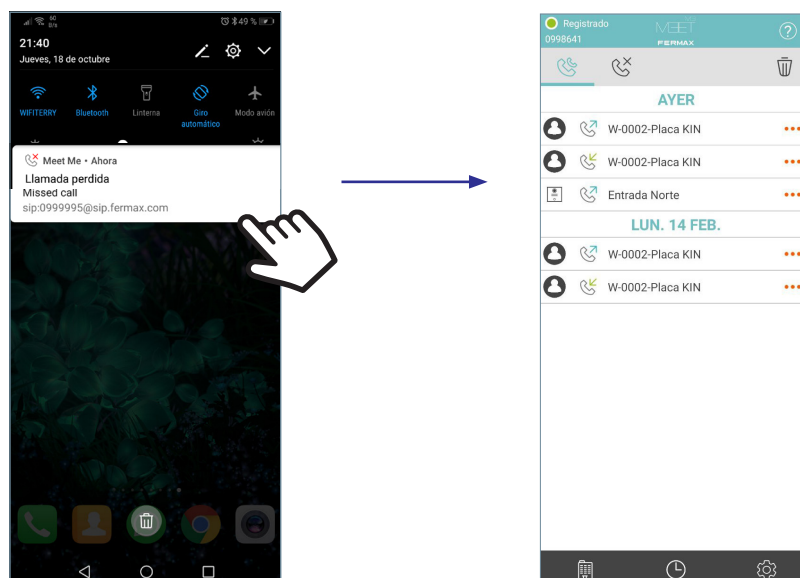 60
B/s
49 %
21:40
Jueves, 18 de octubre
WIFITERRY
Bluetooth
Linterna
Giro
automático
Modo avión
Meet Me • Ahora
Llamada perdida
Missed call
sip:0999995@sip.fermax.com
Registrado
0998641
MEET
FERMAX
?
AYER
W-0002-Placa KIN
W-0002-Placa KIN
Entrada Norte
LUN. 14 FEB.
W-0002-Placa KIN
W-0002-Placa KIN